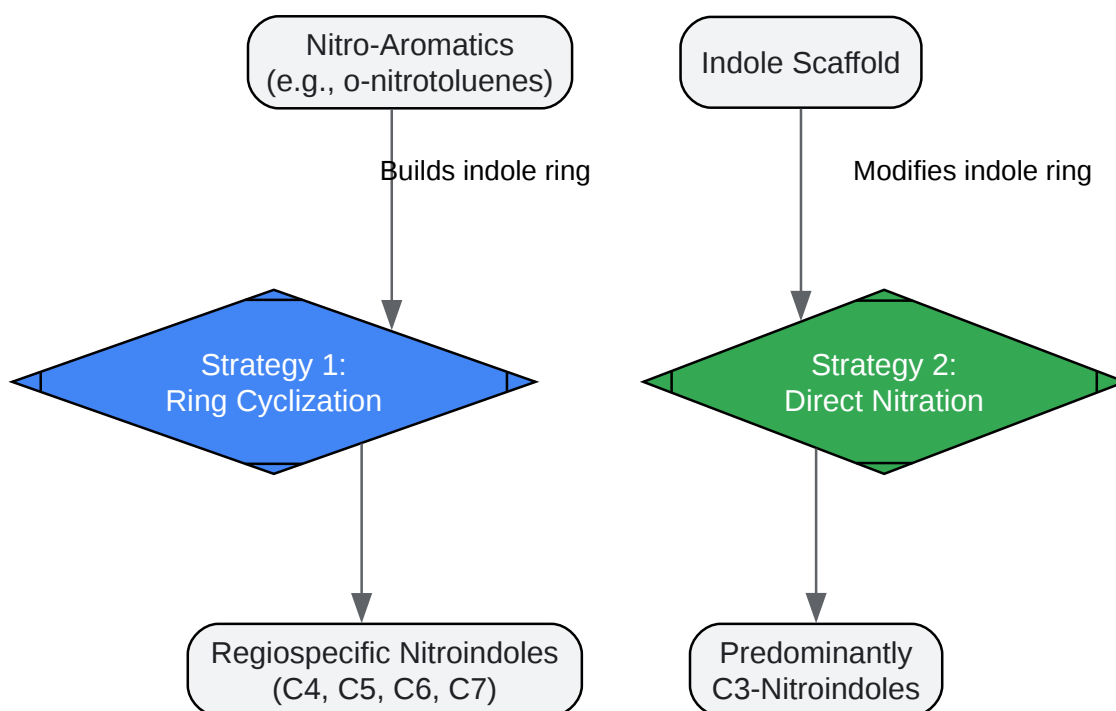 Nitro-Aromatics
(e.g., o-nitrotoluenes)
Indole Scaffold
Builds indole ring
Modifies indole ring
Strategy 1:
Ring Cyclization
Strategy 2:
Direct Nitration
Regiospecific Nitroindoles
(C4, C5, C6, C7)
Predominantly
C3-Nitroindoles